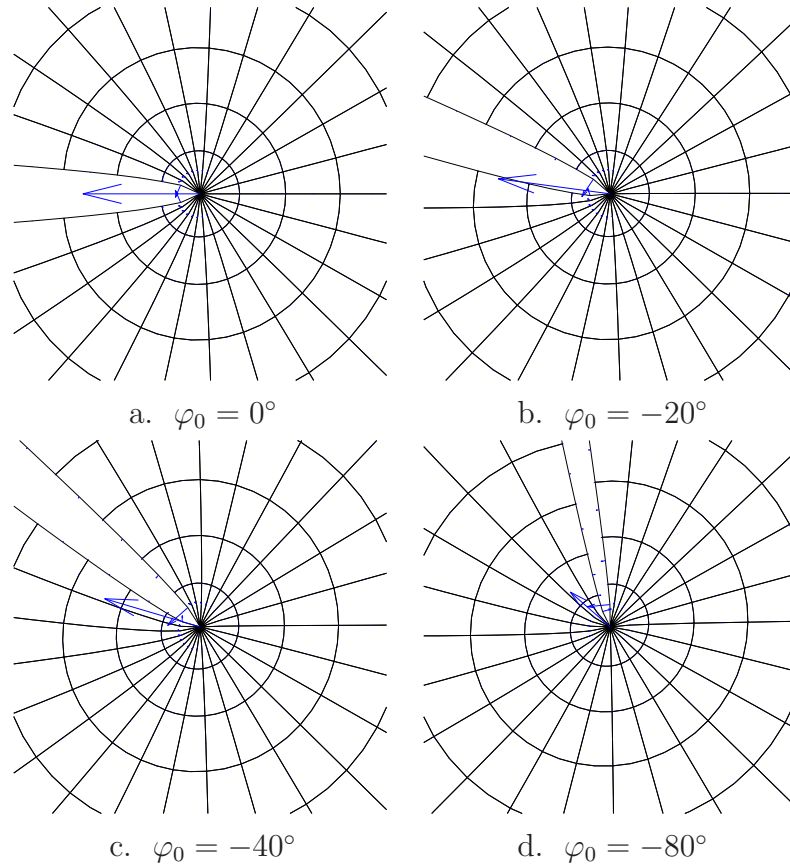 a. φ₀ = 0°
b. φ₀ = −20°
c. φ₀ = −40°
d. φ₀ = −80°